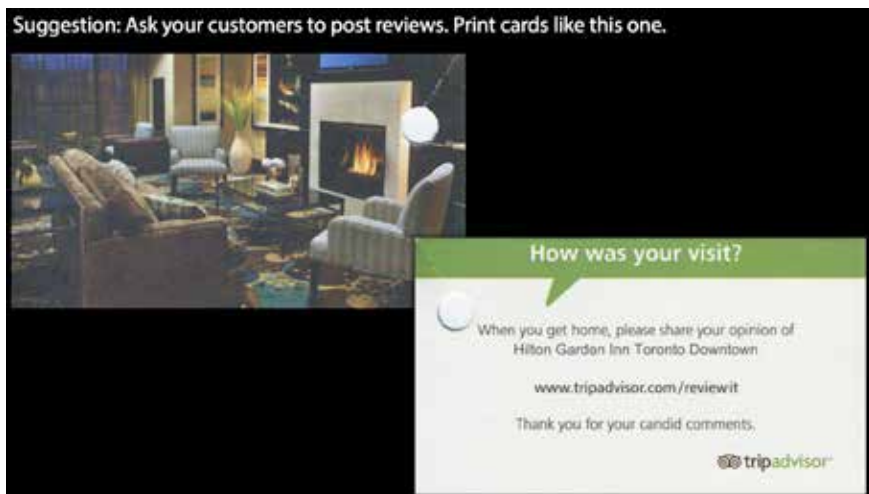 Suggestion: Ask your customers to post reviews. Print cards like this one.
How was your visit?
When you get home, please share your opinion of
Hilton Garden Inn Toronto Downtown
www.tripadvisor.com/reviewit
Thank you for your candid comments.
tripadvisor